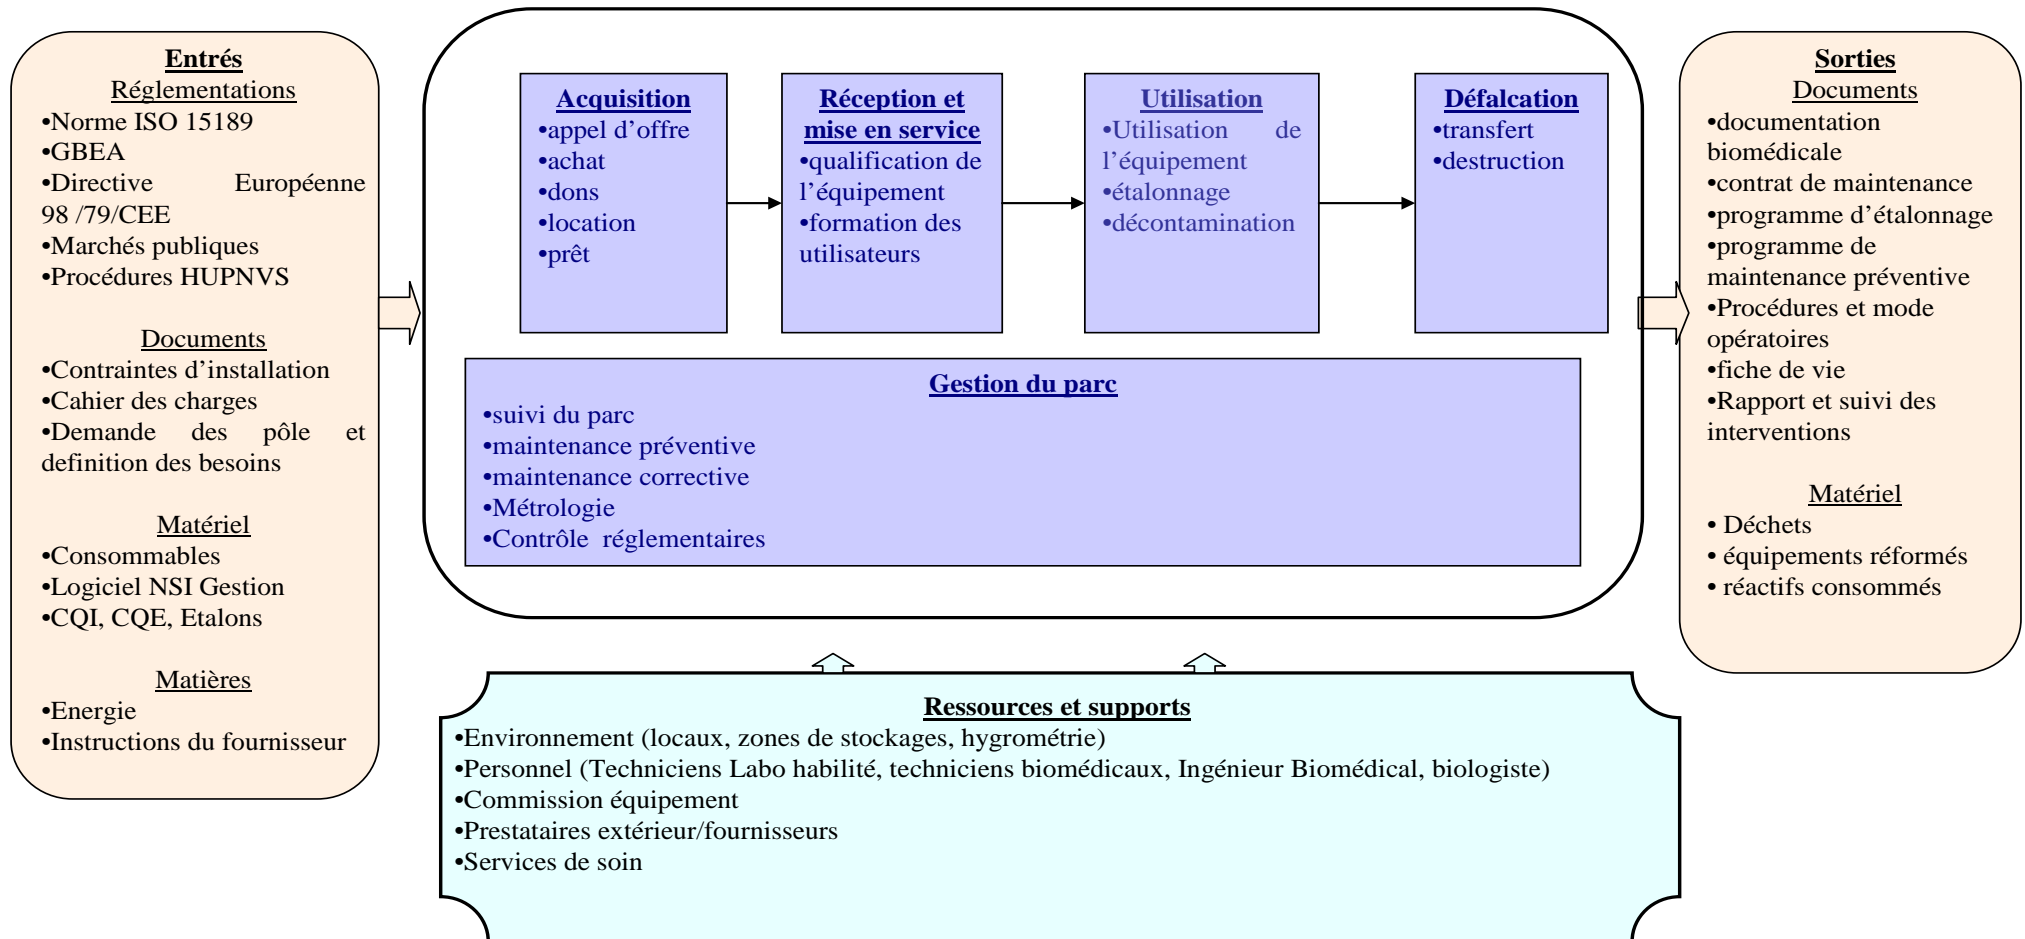 Entrés
Réglementations
•Norme ISO 15189
•GBEA
•Directive Européenne
98 /79/CEE
•Marchés publiques
•Procédures HUPNVS
Documents
•Contraintes d’installation
•Cahier des charges
•Demande des pôle et
definition des besoins
Matériel
•Consommables
•Logiciel NSI Gestion
•CQI, CQE, Etalons
Matières
•Energie
•Instructions du fournisseur
Acquisition
•appel d’offre
•achat
•dons
•location
•prêt
Réception et
mise en service
•qualification de
l’équipement
•formation des
utilisateurs
Utilisation
•Utilisation de
l’équipement
•étalonnage
•décontamination
Défalcation
•transfert
•destruction
Gestion du parc
•suivi du parc
•maintenance préventive
•maintenance corrective
•Métrologie
•Contrôle réglementaires
Ressources et supports
•Environnement (locaux, zones de stockages, hygrométrie)
•Personnel (Techniciens Labo habilité, techniciens biomédicaux, Ingénieur Biomédical, biologiste)
•Commission équipement
•Prestataires extérieur/fournisseurs
•Services de soin
Sorties
Documents
•documentation
biomédicale
•contrat de maintenance
•programme d’étalonnage
•programme de
maintenance préventive
•Procédures et mode
opératoires
•fiche de vie
•Rapport et suivi des
interventions
Matériel
• Déchets
• équipements réformés
• réactifs consommés